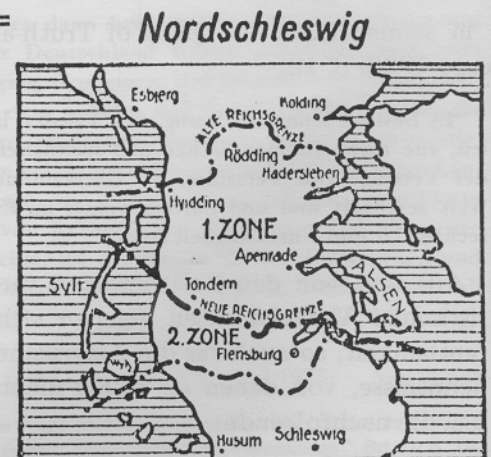 Nordschleswig
Esbjerg
Kolding
ALTE REICHSGRENZE
Rödding
Hadersleben
Hvidding
1. ZONE
Apenrade
ALSEN
Sylt
Tondern
NEUE REICHSGRENZE
2. ZONE
Flensburg
Husum
Schleswig